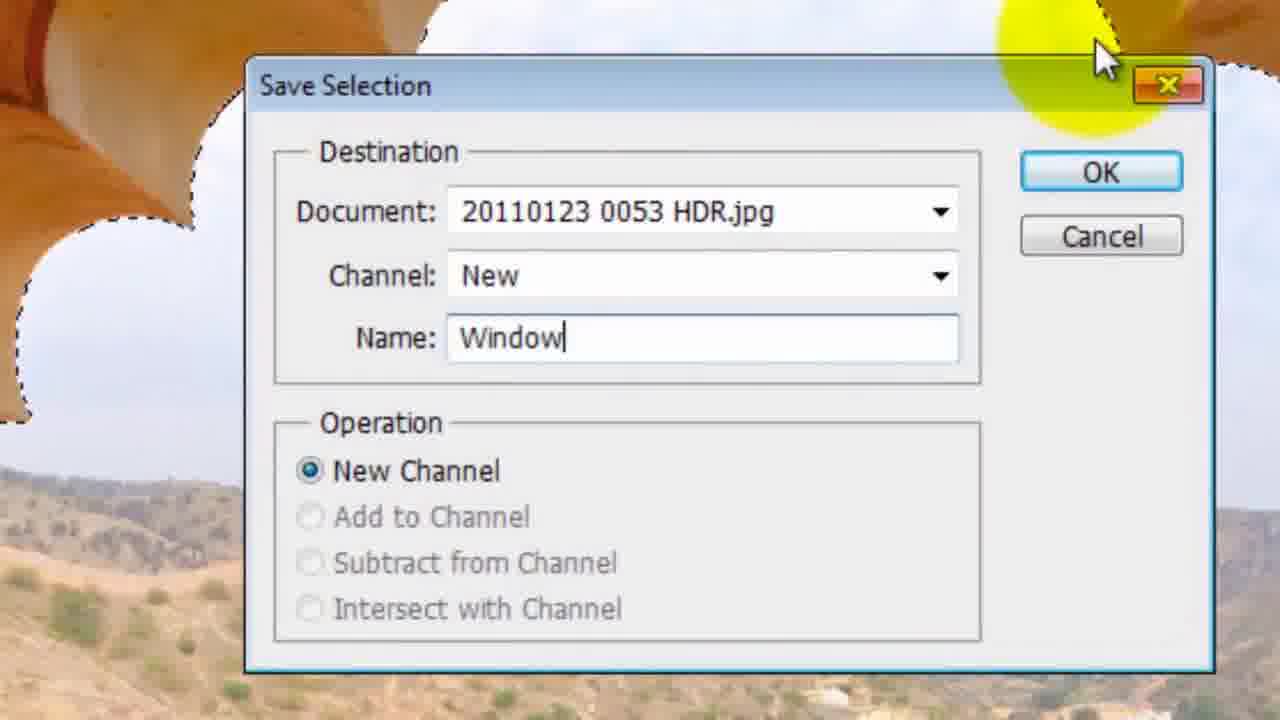 Save Selection
Destination
Document: 20110123 0053 HDR.jpg
Channel: New
Name: Window
OK
Cancel
Operation
New Channel
Add to Channel
Subtract from Channel
Intersect with Channel